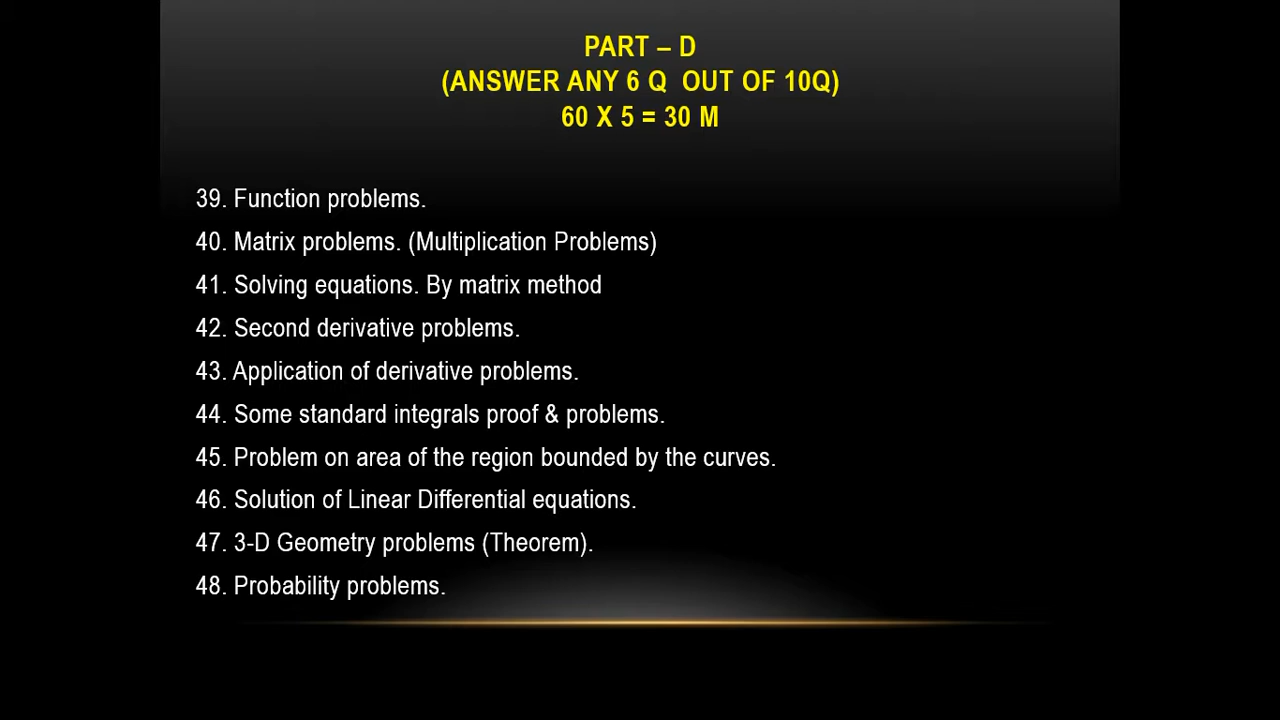 PART – D
(ANSWER ANY 6 Q OUT OF 10Q)
60 X 5 = 30 M
39. Function problems.
40. Matrix problems. (Multiplication Problems)
41. Solving equations. By matrix method
42. Second derivative problems.
43. Application of derivative problems.
44. Some standard integrals proof & problems.
45. Problem on area of the region bounded by the curves.
46. Solution of Linear Differential equations.
47. 3-D Geometry problems (Theorem).
48. Probability problems.